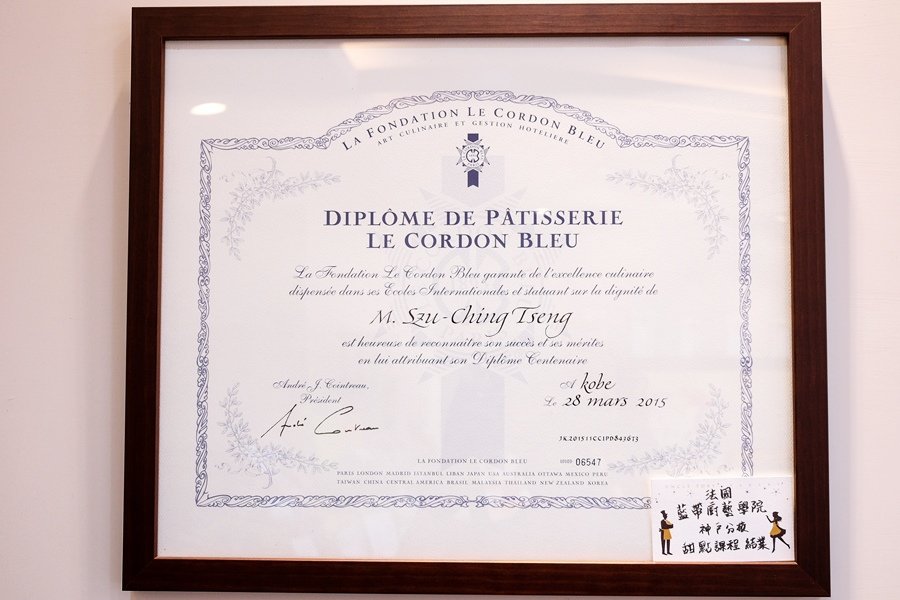 LA FONDATION LE CORDON BLEU
ART CULINAIRE ET GESTION HOTELIERE
DIPLÔME DE PÂTISSERIE
LE CORDON BLEU
La Fondation Le Cordon Bleu garante de l'excellence culinaire
dispensée dans ses Ecoles Internationales et statuant sur la dignité de
M. Szu-Ching Tseng
est heureuse de reconnaître son succès et ses mérites
en lui attribuant son Diplôme Centenaire
André J. Cointreau,
Président
A Kobe
Le 28 mars 2015
LA FONDATION LE CORDON BLEU
06547
PARIS LONDON MADRID ISTANBUL LIBAN JAPAN USA AUSTRALIA OTTAWA MEXICO PERU
TAIWAN CHINA CENTRAL AMERICA BRASIL MALAYSIA THAILAND NEW ZEALAND KOREA
法國
藍帶廚藝學院
神戶分校
甜點課程 結業